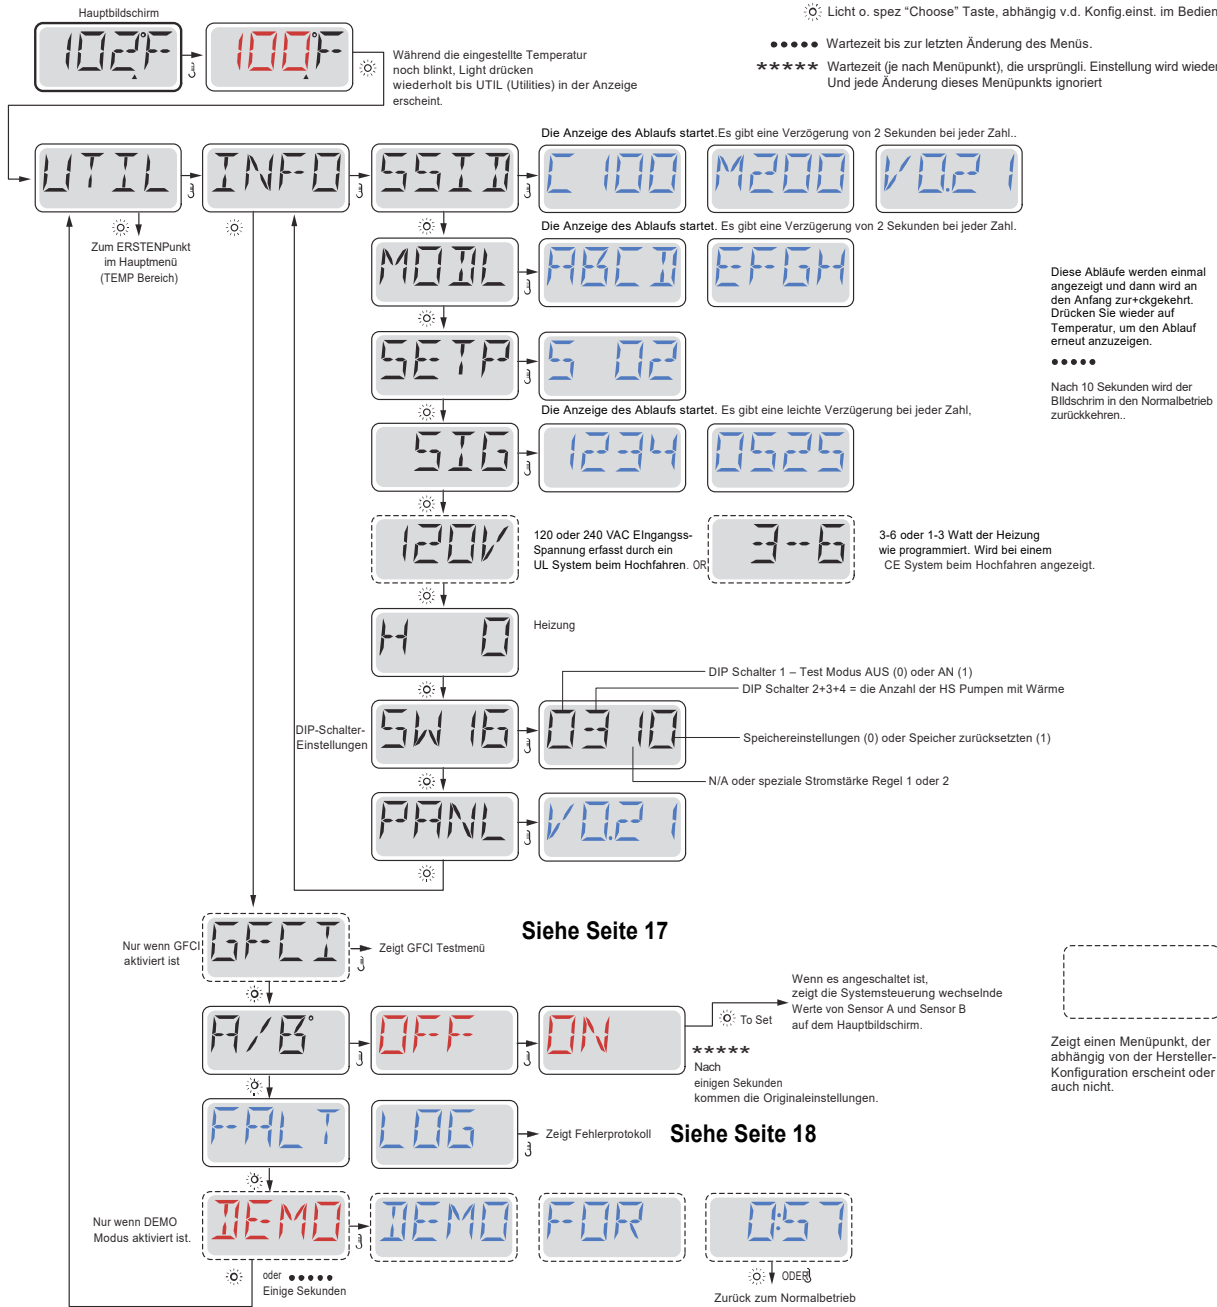 Hauptbildschirm
Licht o. spez “Choose” Taste, abhängig v.d. Konfig.einst. im Bedien
102°F
100°F
Während die eingestellte Temperatur
noch blinkt, Light drücken
wiederholt bis UTIL (Utilities) in der Anzeige
erscheint.
Wartezeit bis zur letzten Änderung des Menüs.
***** Wartezeit (je nach Menüpunkt), die ursprüngli. Einstellung wird wieder
Und jede Änderung dieses Menüpunkts ignoriert
Die Anzeige des Ablaufs startet.Es gibt eine Verzögerung von 2 Sekunden bei jeder Zahl..
UTIL
INFO
SSID
C 100
M200
V0.21
Zum ERSTENPunkt
im Hauptmenü
(TEMP Bereich)
Die Anzeige des Ablaufs startet. Es gibt eine Verzügerung von 2 Sekunden bei jeder Zahl.
MODL
ABCD
EFGH
Diese Abläufe werden einmal
angezeigt und dann wird an
den Anfang zur+ckgekehrt.
Drücken Sie wieder auf
Temperatur, um den Ablauf
erneut anzuzeigen.
Nach 10 Sekunden wird der
BIldschrim in den Normalbetrieb
zurückkehren..
SETP
S 02
Die Anzeige des Ablaufs startet. Es gibt eine leichte Verzügerung bei jeder Zahl,
SIG
1234
0525
120V
120 oder 240 VAC EIngangss-
Spannung erfasst durch ein
UL System beim Hochfahren. OR
3-6
3-6 oder 1-3 Watt der Heizung
wie programmiert. Wird bei einem
CE System beim Hochfahren angezeigt.
H 0
Heizung
DIP Schalter 1 – Test Modus AUS (0) oder AN (1)
DIP Schalter 2+3+4 = die Anzahl der HS Pumpen mit Wärme
DIP-Schalter-
Einstellungen
SW 16
0310
Speichereinstellungen (0) oder Speicher zurücksetzten (1)
N/A oder speziale Stromstärke Regel 1 oder 2
PANL
V0.21
Siehe Seite 17
Nur wenn GFCI
aktiviert ist
GFCI
Zeigt GFCI Testmenü
A/B°
OFF
ON
To Set
Wenn es angeschaltet ist,
zeigt die Systemsteuerung wechselnde
Werte von Sensor A und Sensor B
auf dem Hauptbildschirm.
*****
Nach
einigen Sekunden
kommen die Originaleinstellungen.
Zeigt einen Menüpunkt, der
abhängig von der Hersteller-
Konfiguration erscheint oder
auch nicht.
FALT
LOG
Zeigt Fehlerprotokoll
Siehe Seite 18
Nur wenn DEMO
Modus aktiviert ist.
DEMO
DEMO
FOR
0:57
oder
Einige Sekunden
ODER
Zurück zum Normalbetrieb